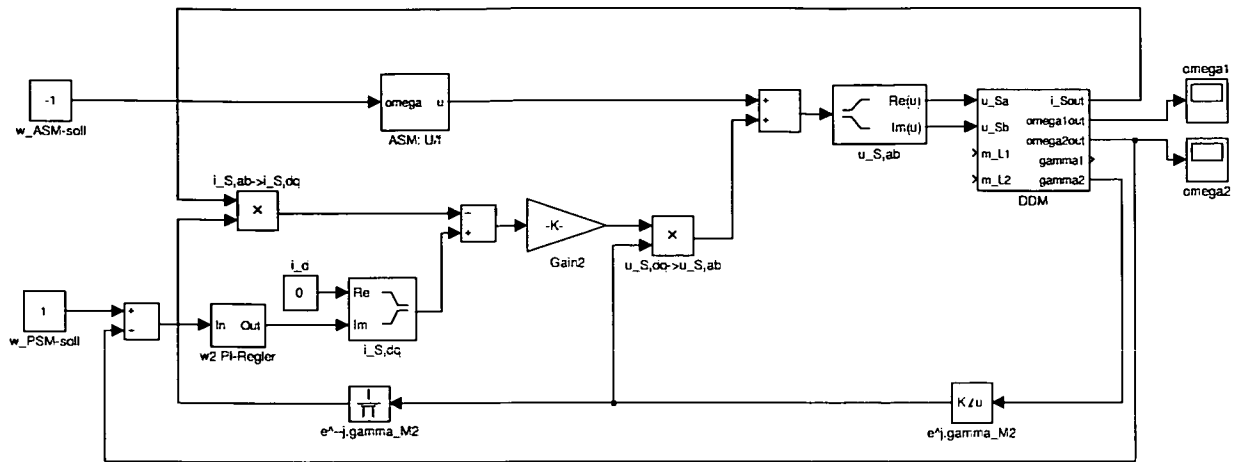 -1
w_ASM-soll
omega u
ASM: U/f
+
+
Re(u)
Im(u)
u_S,ab
u_Sa i_Sout
omega1out
u_Sb
omega2out
m_L1
gamma1
m_L2
gamma2
DDM
omega1
omega2
i_S,ab->i_S,dq
×
−
+
-K-
Gain2
×
u_S,dq->u_S,ab
i_d
0
Re
Im
i_S,dq
1
w_PSM-soll
+
−
In Out
w2 PI-Regler
1
∏
e^-j.gamma_M2
K∠u
e^j.gamma_M2